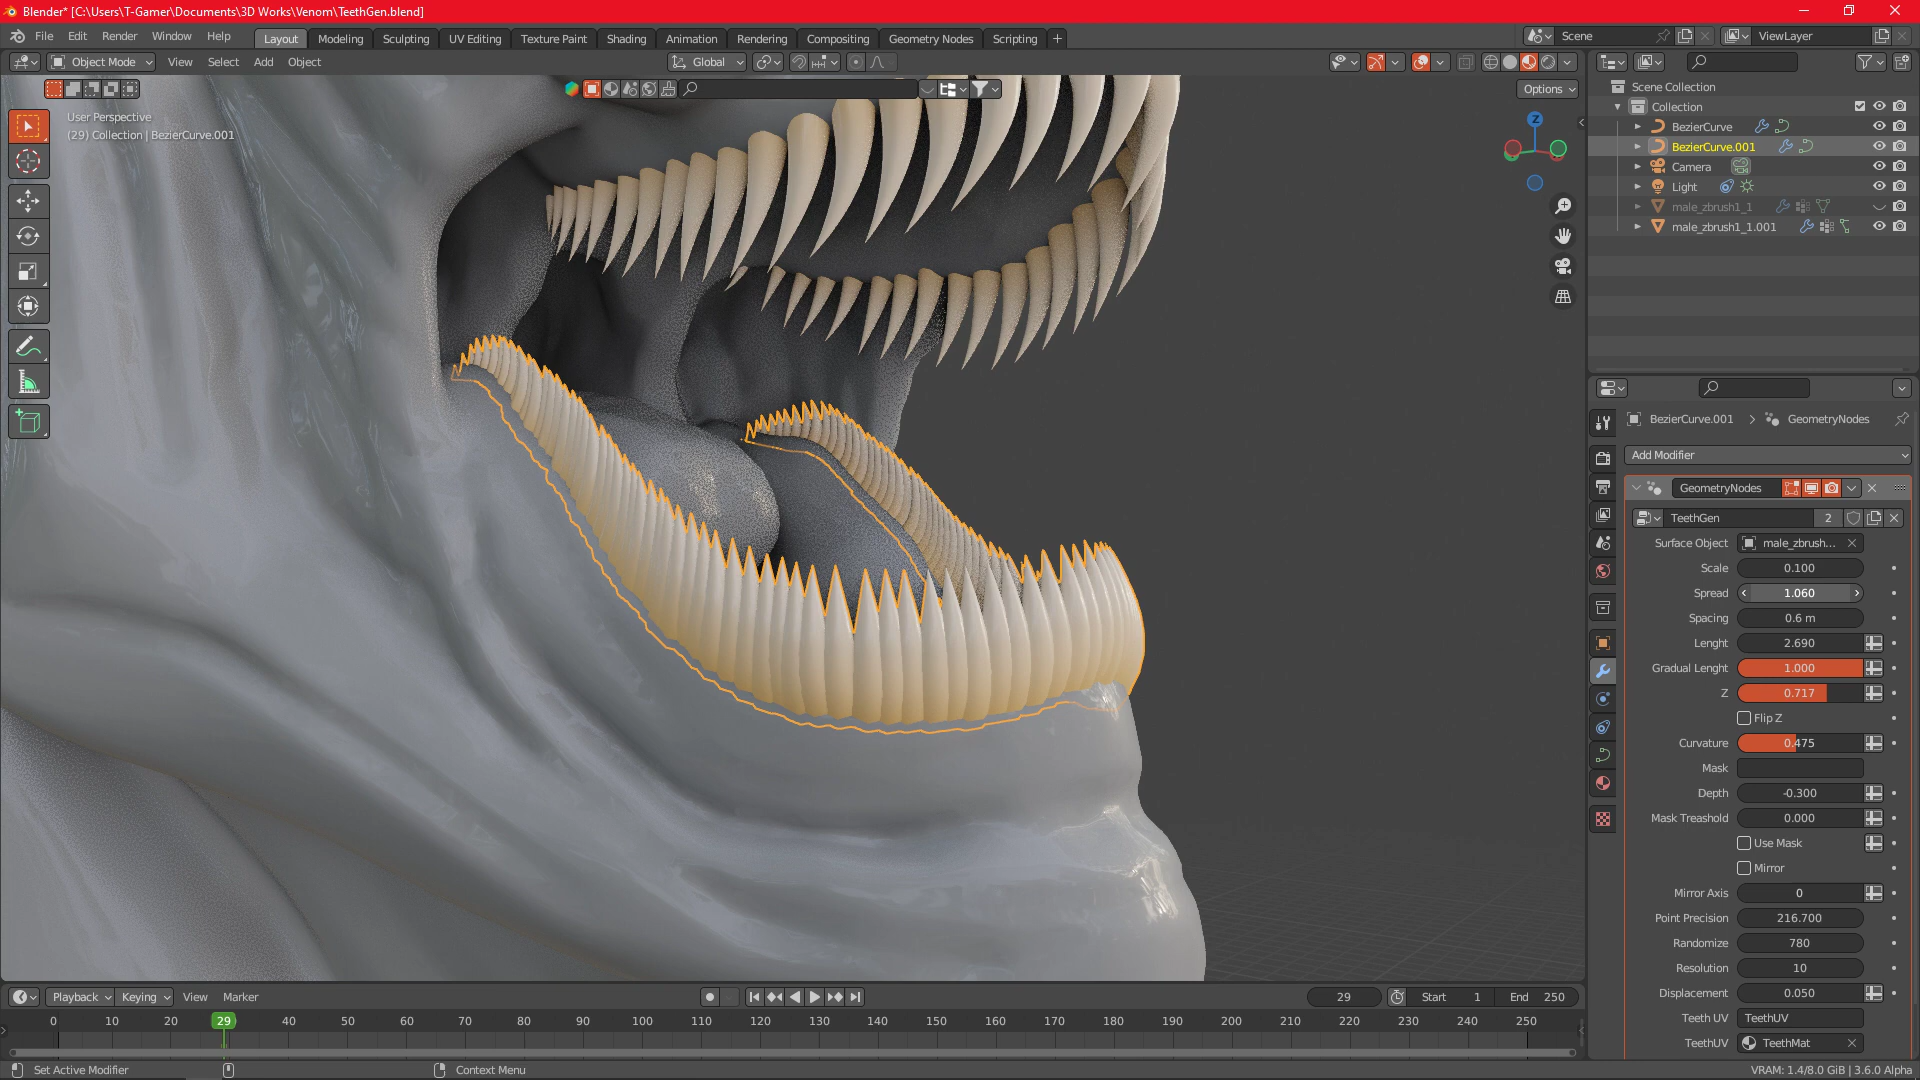 Blender* [C:\Users\T-Gamer\Documents\3D Works\Venom\TeethGen.blend]
File Edit Render Window Help Layout Modeling Sculpting UV Editing Texture Paint Shading Animation Rendering Compositing Geometry Nodes Scripting + Scene ViewLayer
Object Mode View Select Add Object Global
Options
User Perspective
(29) Collection | BezierCurve.001
Z
Scene Collection
Collection
BezierCurve
BezierCurve.001
Camera
Light
male_zbrush1_1
male_zbrush1_1.001
BezierCurve.001 > GeometryNodes
Add Modifier
GeometryNodes
TeethGen 2
Surface Object male_zbrush...
Scale 0.100
Spread 1.060
Spacing 0.6 m
Lenght 2.690
Gradual Lenght 1.000
Z 0.717
Flip Z
Curvature 0.475
Mask
Depth -0.300
Mask Treashold 0.000
Use Mask
Mirror
Mirror Axis 0
Point Precision 216.700
Randomize 780
Resolution 10
Displacement 0.050
Teeth UV TeethUV
TeethUV TeethMat
Playback Keying View Marker 29 Start 1 End 250
0 10 20 29 40 50 60 70 80 90 100 110 120 130 140 150 160 170 180 190 200 210 220 230 240 250
Set Active Modifier Context Menu VRAM: 1.4/8.0 GiB | 3.6.0 Alpha